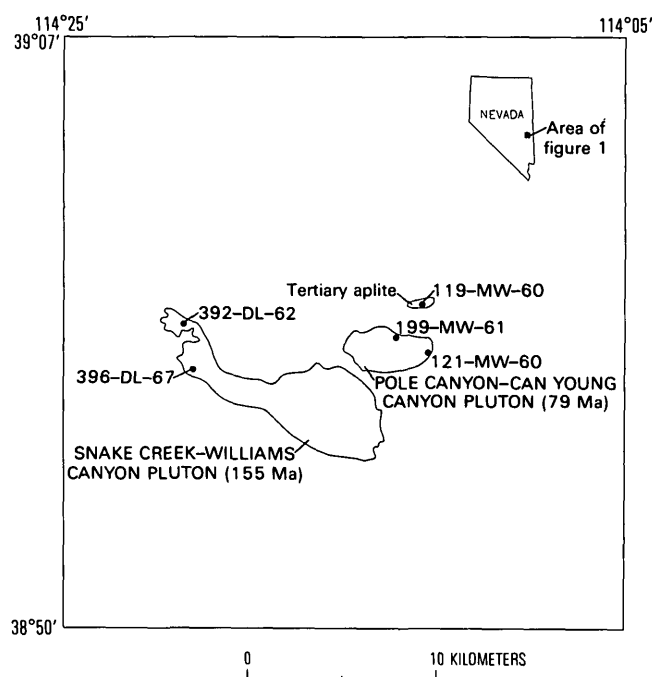 114°25'
114°05'
39°07'
NEVADA
Area of
figure 1
Tertiary aplite
119–MW–60
392–DL–62
199–MW–61
121–MW–60
396–DL–67
POLE CANYON–CAN YOUNG
CANYON PLUTON (79 Ma)
SNAKE CREEK–WILLIAMS
CANYON PLUTON (155 Ma)
38°50'
0
10 KILOMETERS